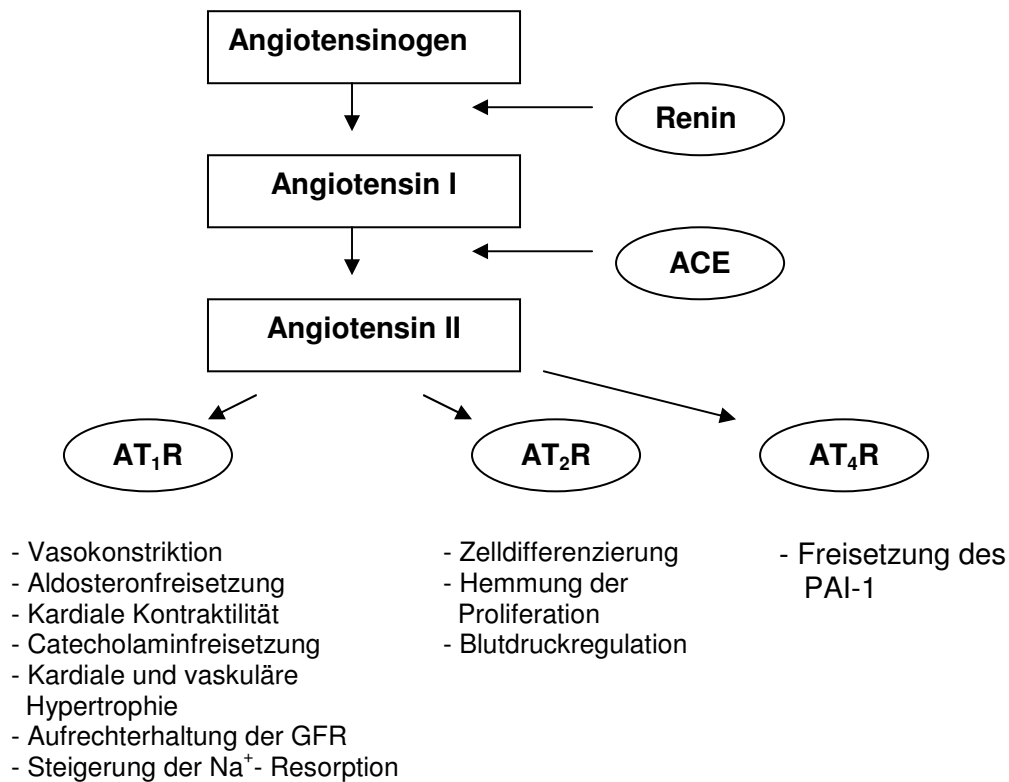 Angiotensinogen
Renin
Angiotensin I
ACE
Angiotensin II
AT₁R
AT₂R
AT₄R
- Vasokonstriktion
- Aldosteronfreisetzung
- Kardiale Kontraktilität
- Catecholaminfreisetzung
- Kardiale und vaskuläre
Hypertrophie
- Aufrechterhaltung der GFR
- Steigerung der Na⁺- Resorption
- Zelldifferenzierung
- Hemmung der
Proliferation
- Blutdruckregulation
- Freisetzung des
PAI-1